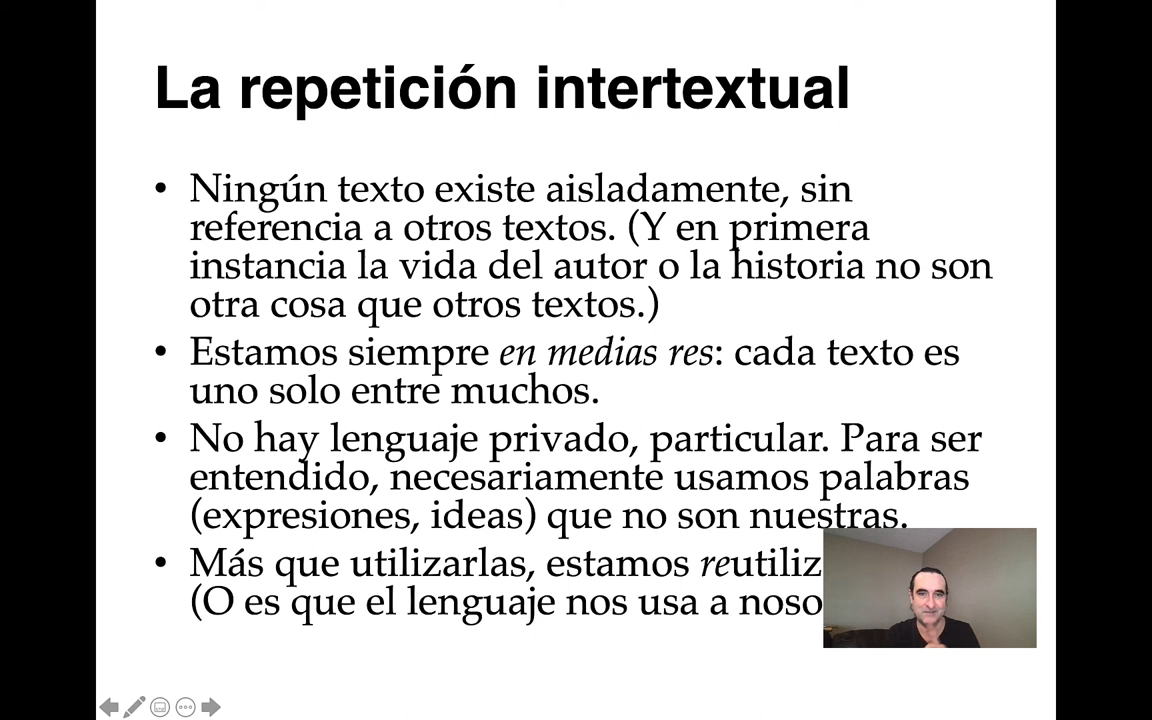 La repetición intertextual
• Ningún texto existe aisladamente, sin
referencia a otros textos. (Y en primera
instancia la vida del autor o la historia no son
otra cosa que otros textos.)
• Estamos siempre en medias res: cada texto es
uno solo entre muchos.
• No hay lenguaje privado, particular. Para ser
entendido, necesariamente usamos palabras
(expresiones, ideas) que no son nuestras.
• Más que utilizarlas, estamos reutiliz
(O es que el lenguaje nos usa a noso